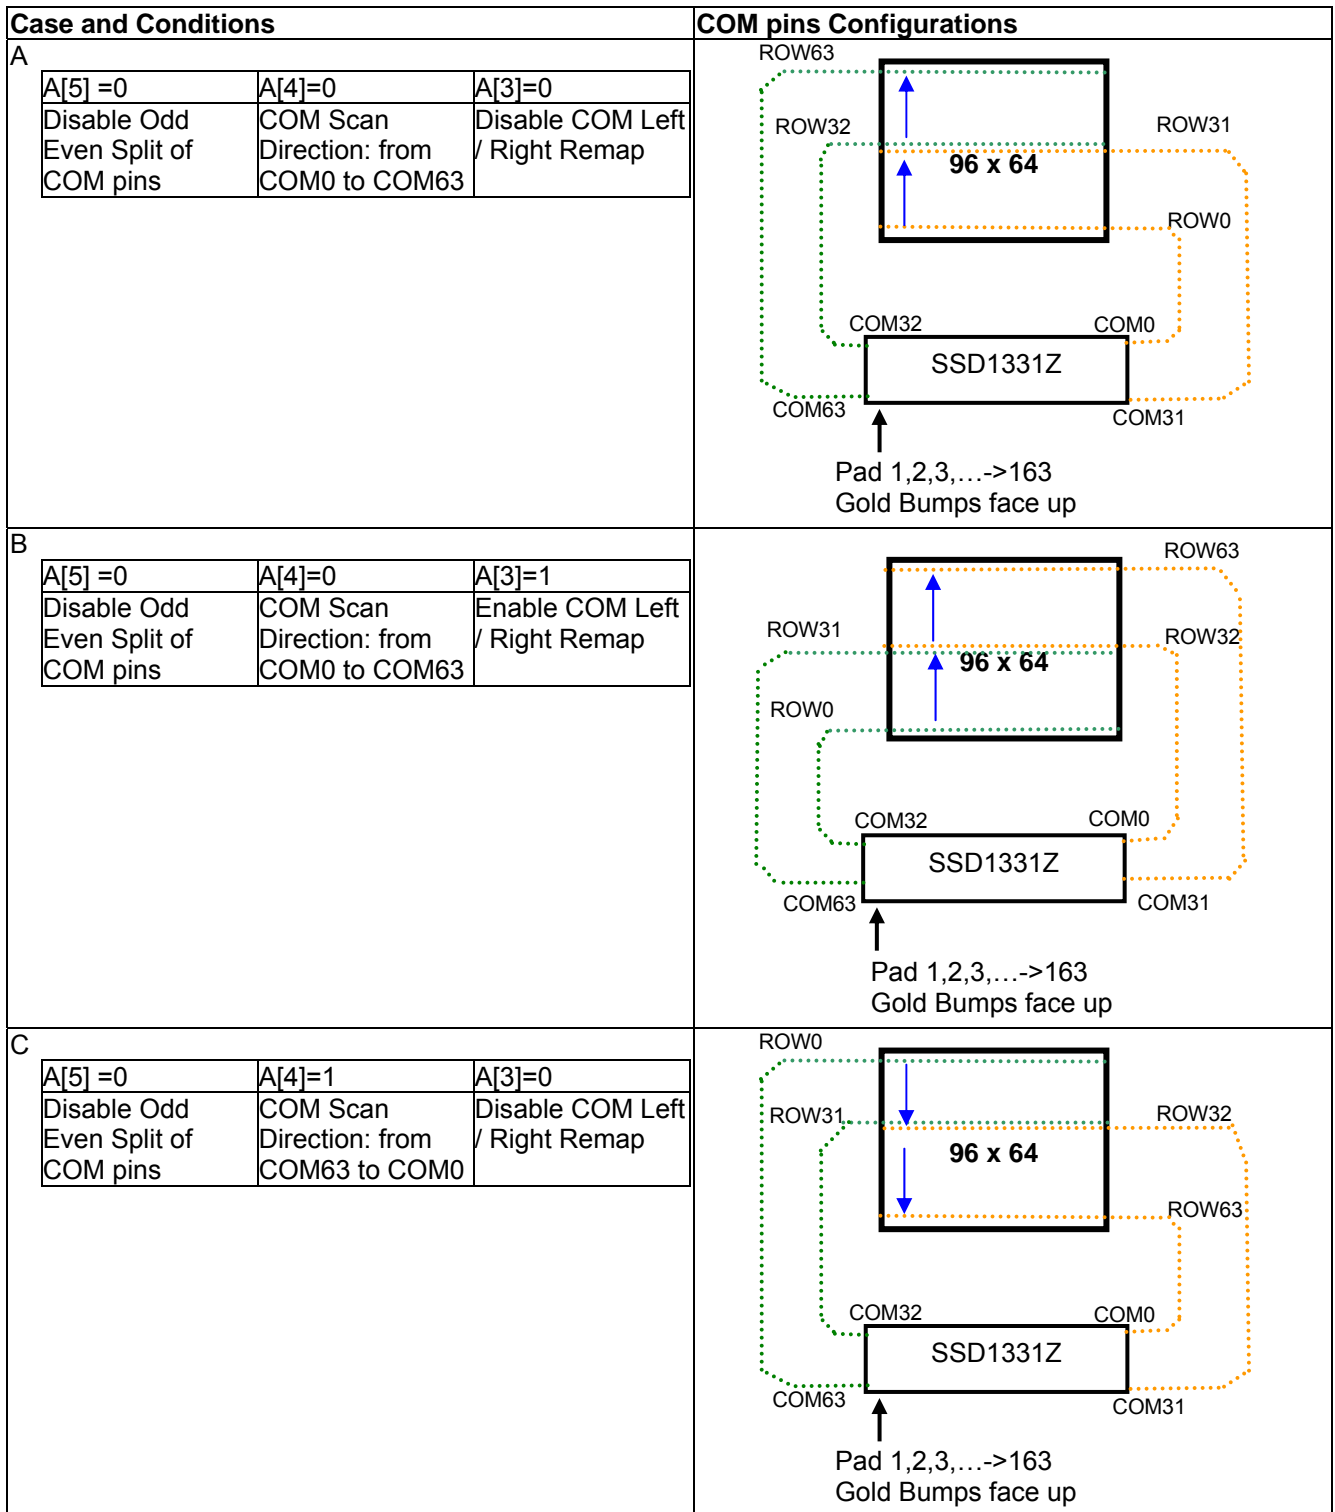 Case and Conditions
COM pins Configurations
A
A[5] =0
A[4]=0
A[3]=0
Disable Odd
Even Split of
COM pins
COM Scan
Direction: from
COM0 to COM63
Disable COM Left
/ Right Remap
ROW63
ROW32
ROW31
96 x 64
ROW0
COM32
COM0
SSD1331Z
COM63
COM31
Pad 1,2,3,…->163
Gold Bumps face up
B
A[5] =0
A[4]=0
A[3]=1
Disable Odd
Even Split of
COM pins
COM Scan
Direction: from
COM0 to COM63
Enable COM Left
/ Right Remap
ROW63
ROW31
ROW32
96 x 64
ROW0
COM32
COM0
SSD1331Z
COM63
COM31
Pad 1,2,3,…->163
Gold Bumps face up
C
A[5] =0
A[4]=1
A[3]=0
Disable Odd
Even Split of
COM pins
COM Scan
Direction: from
COM63 to COM0
Disable COM Left
/ Right Remap
ROW0
ROW31
ROW32
96 x 64
ROW63
COM32
COM0
SSD1331Z
COM63
COM31
Pad 1,2,3,…->163
Gold Bumps face up